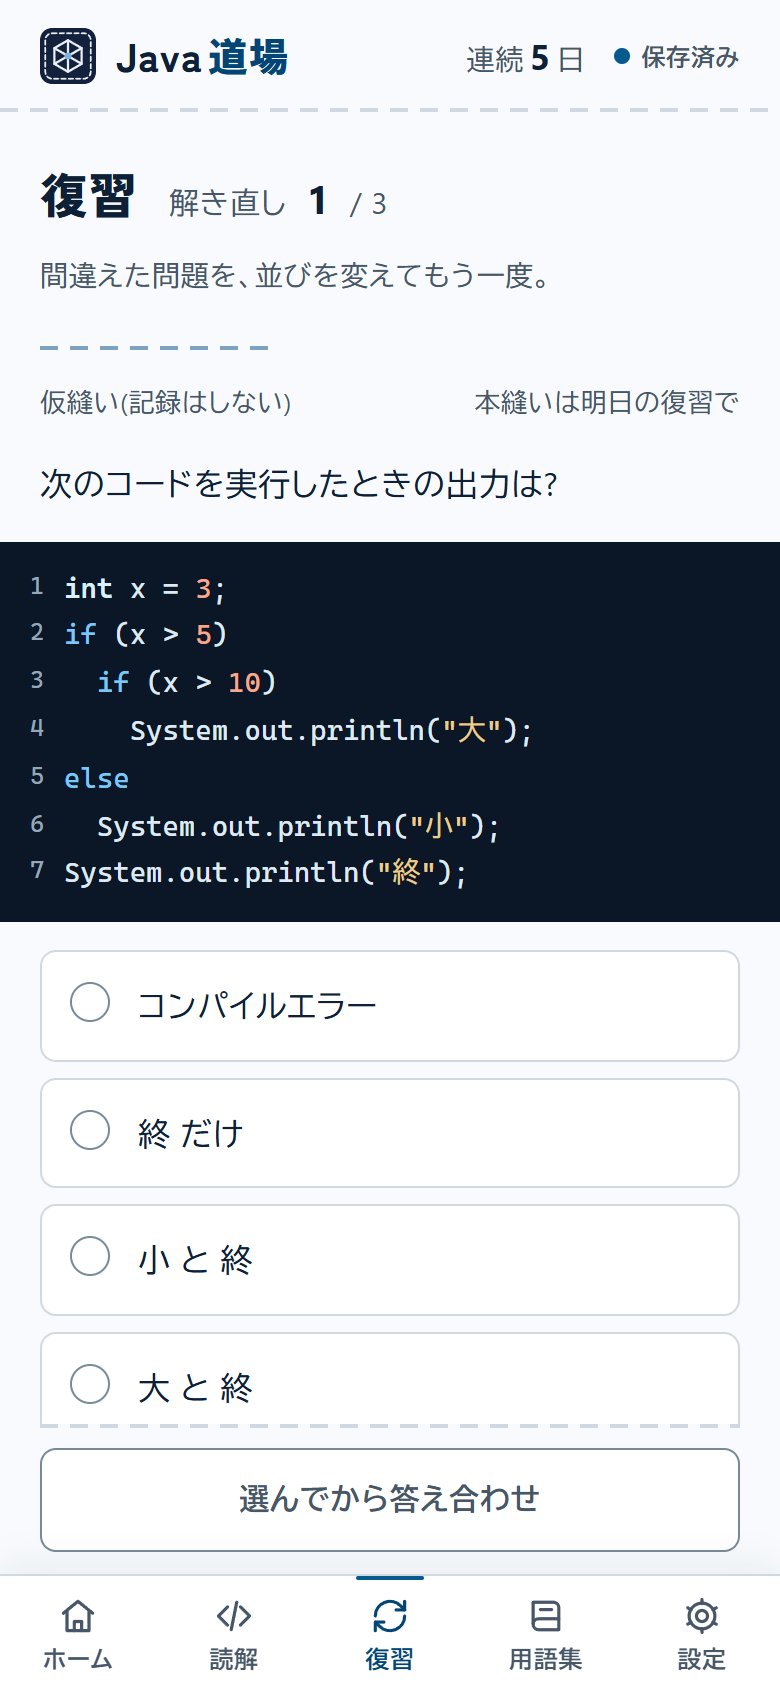 Java道場
連続 5 日
保存済み
復習 解き直し 1 / 3
間違えた問題を、並びを変えてもう一度。
仮縫い(記録はしない)
本縫いは明日の復習で
次のコードを実行したときの出力は?
1 int x = 3;
2 if (x > 5)
3   if (x > 10)
4     System.out.println("大");
5 else
6   System.out.println("小");
7 System.out.println("終");
コンパイルエラー
終 だけ
小 と 終
大 と 終
選んでから答え合わせ
ホーム
読解
復習
用語集
設定